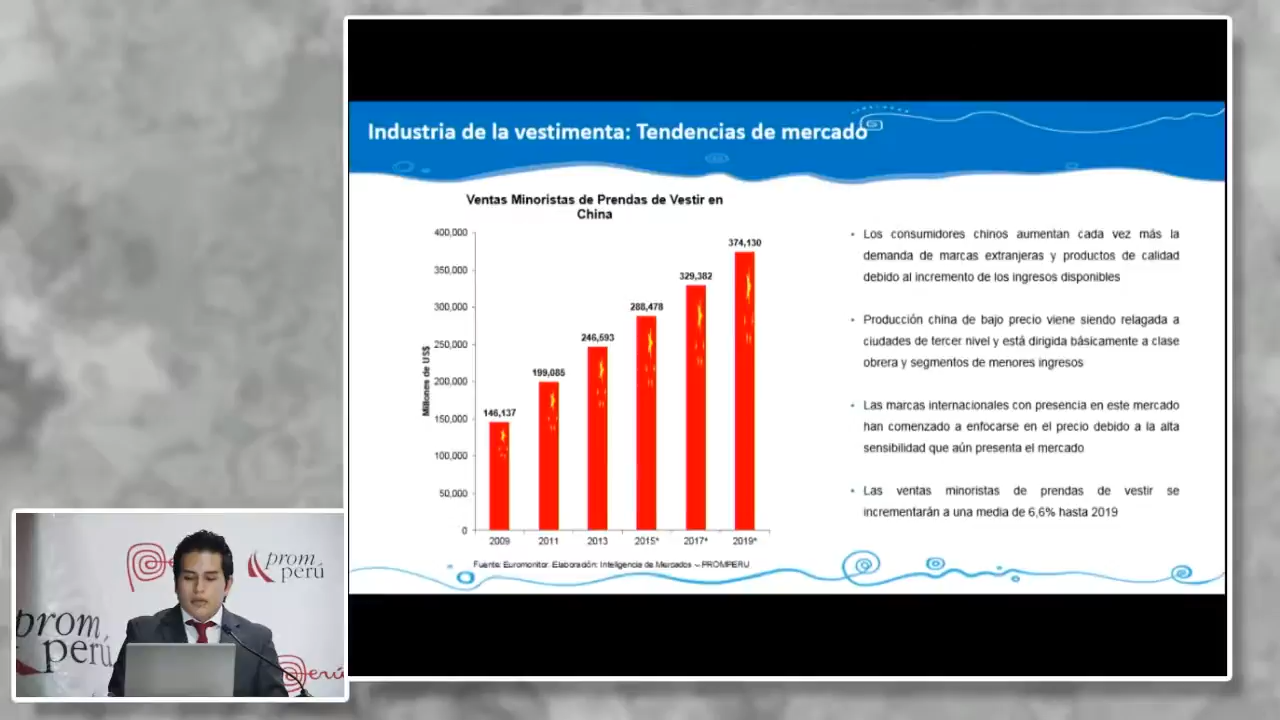 Industria de la vestimenta: Tendencias de mercado
Ventas Minoristas de Prendas de Vestir en
China
Millones de US$
400,000
350,000
300,000
250,000
200,000
150,000
100,000
50,000
0
146,137
199,085
246,593
288,478
329,382
374,130
2009
2011
2013
2015*
2017*
2019*
Fuente: Euromonitor. Elaboración: Inteligencia de Mercados – PROMPERU
• Los consumidores chinos aumentan cada vez más la
demanda de marcas extranjeras y productos de calidad
debido al incremento de los ingresos disponibles
• Producción china de bajo precio viene siendo relagada a
ciudades de tercer nivel y está dirigida básicamente a clase
obrera y segmentos de menores ingresos
• Las marcas internacionales con presencia en este mercado
han comenzado a enfocarse en el precio debido a la alta
sensibilidad que aún presenta el mercado
• Las ventas minoristas de prendas de vestir se
incrementarán a una media de 6,6% hasta 2019
prom
perú
prom
perú
Perú